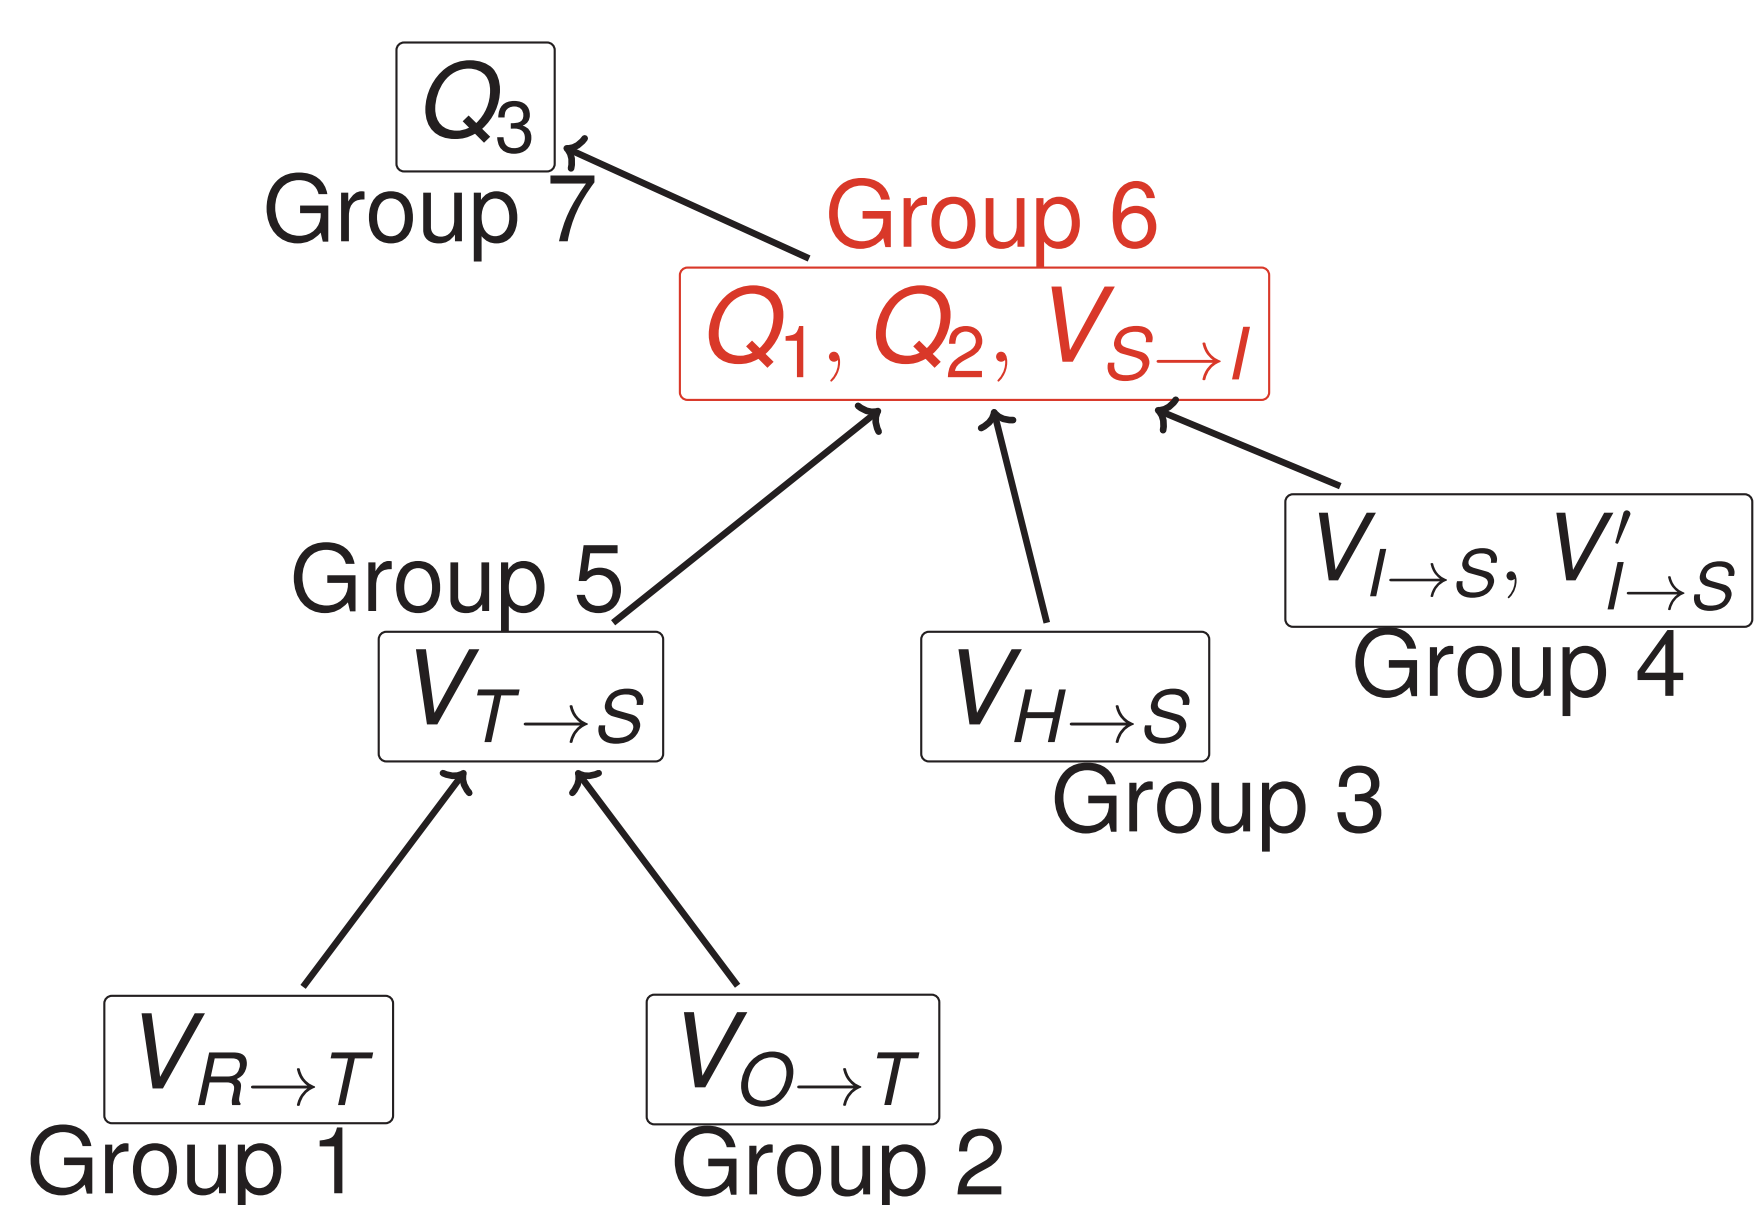 Q3
Group 7
Group 6
Q1, Q2, VS→I
VI→S, V′I→S
Group 4
Group 5
VT→S
VH→S
Group 3
VR→T
Group 1
VO→T
Group 2